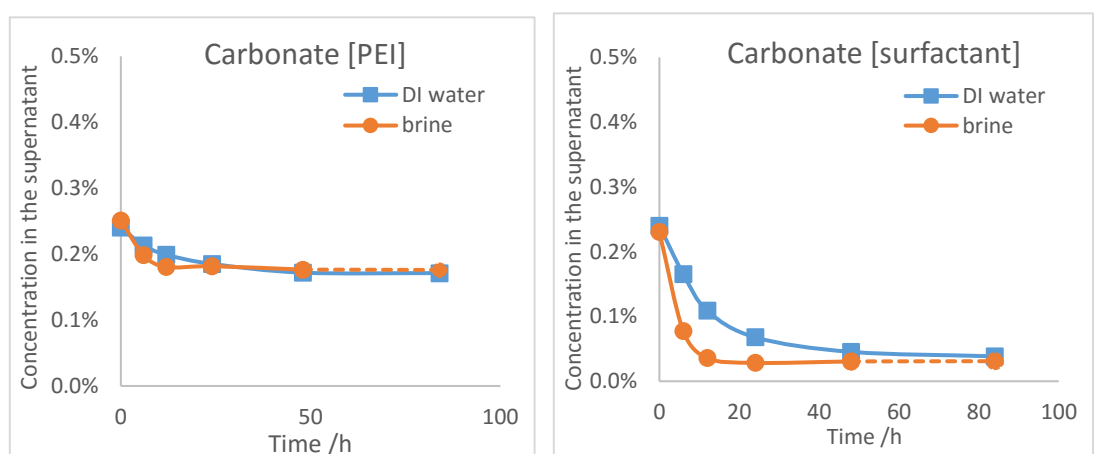 Carbonate [PEI]
DI water
brine
Concentration in the supernatant
0.5%
0.4%
0.3%
0.2%
0.1%
0.0%
0 50 100
Time /h
Carbonate [surfactant]
DI water
brine
Concentration in the supernatant
0.5%
0.4%
0.3%
0.2%
0.1%
0.0%
0 20 40 60 80 100
Time /h